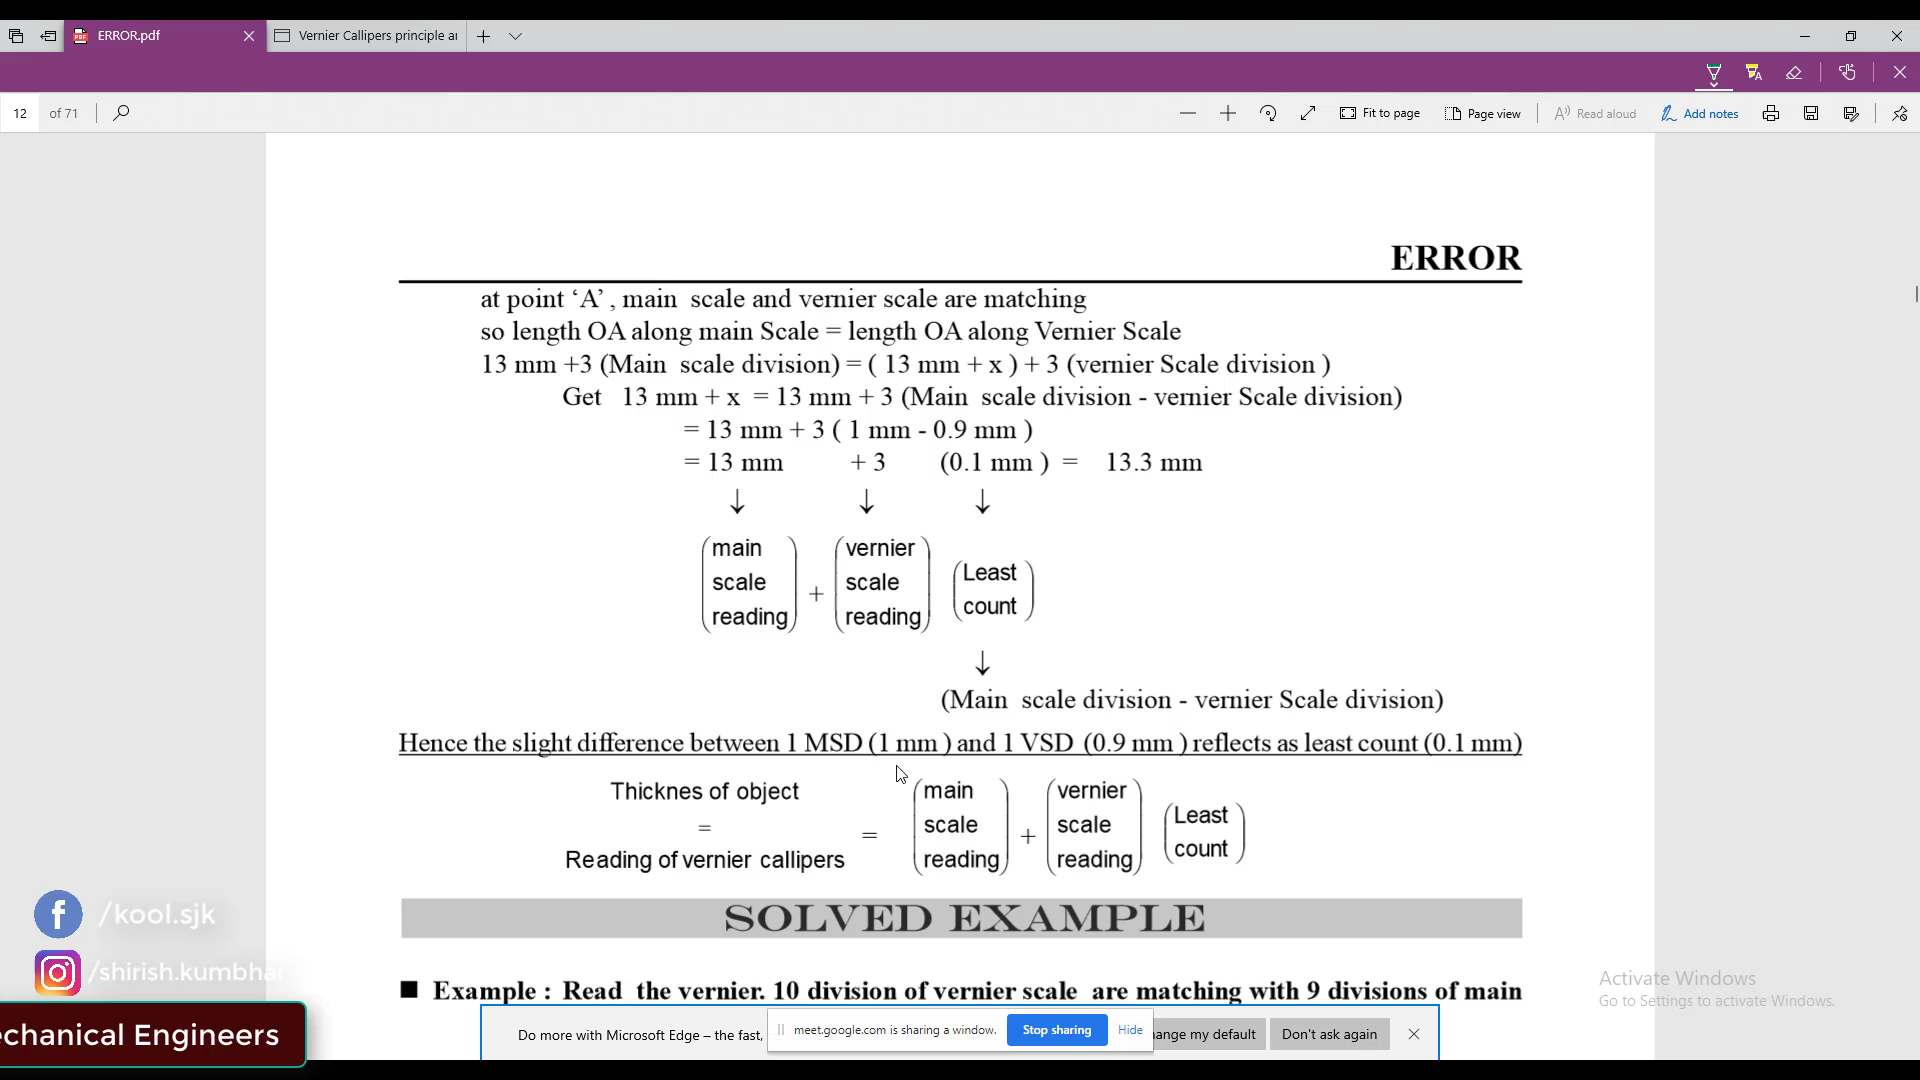 ERROR.pdf
Vernier Callipers principle ar
12 of 71
Fit to page
Page view
Read aloud
Add notes
ERROR
at point ‘A’ , main scale and vernier scale are matching
so length OA along main Scale = length OA along Vernier Scale
13 mm +3 (Main scale division) = ( 13 mm + x ) + 3 (vernier Scale division )
Get 13 mm + x = 13 mm + 3 (Main scale division - vernier Scale division)
= 13 mm + 3 ( 1 mm - 0.9 mm )
= 13 mm + 3 (0.1 mm ) = 13.3 mm
↓ ↓ ↓
(main scale reading) + (vernier scale reading) (Least count)
↓
(Main scale division - vernier Scale division)
Hence the slight difference between 1 MSD (1 mm ) and 1 VSD (0.9 mm ) reflects as least count (0.1 mm)
Thicknes of object
=
Reading of vernier callipers
= (main scale reading) + (vernier scale reading) (Least count)
SOLVED EXAMPLE
■ Example : Read the vernier. 10 division of vernier scale are matching with 9 divisions of main
/kool.sjk
/shirish.kumbhar
echanical Engineers
Activate Windows
Go to Settings to activate Windows.
Do more with Microsoft Edge – the fast,
meet.google.com is sharing a window.
Stop sharing
Hide
hange my default
Don't ask again